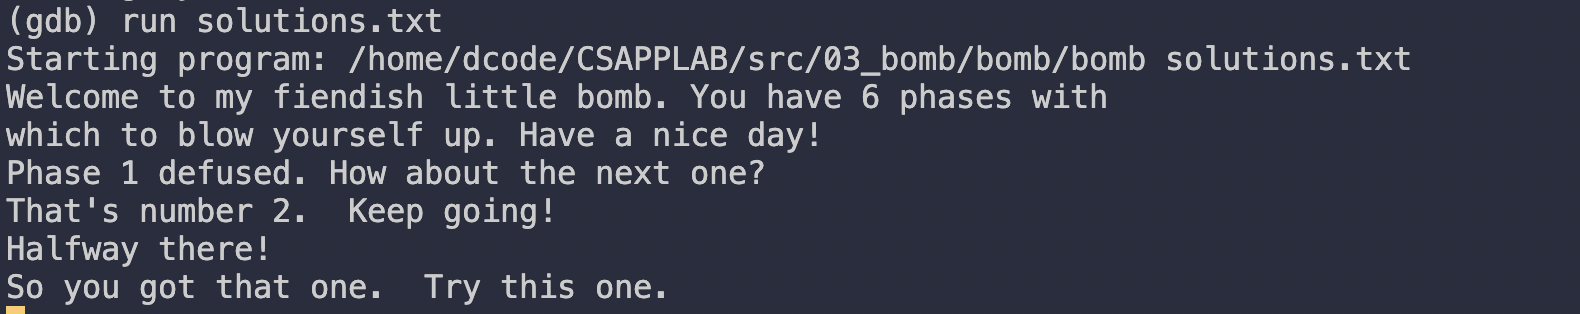 (gdb) run solutions.txt
Starting program: /home/dcode/CSAPPLAB/src/03_bomb/bomb/bomb solutions.txt
Welcome to my fiendish little bomb. You have 6 phases with
which to blow yourself up. Have a nice day!
Phase 1 defused. How about the next one?
That's number 2.  Keep going!
Halfway there!
So you got that one.  Try this one.